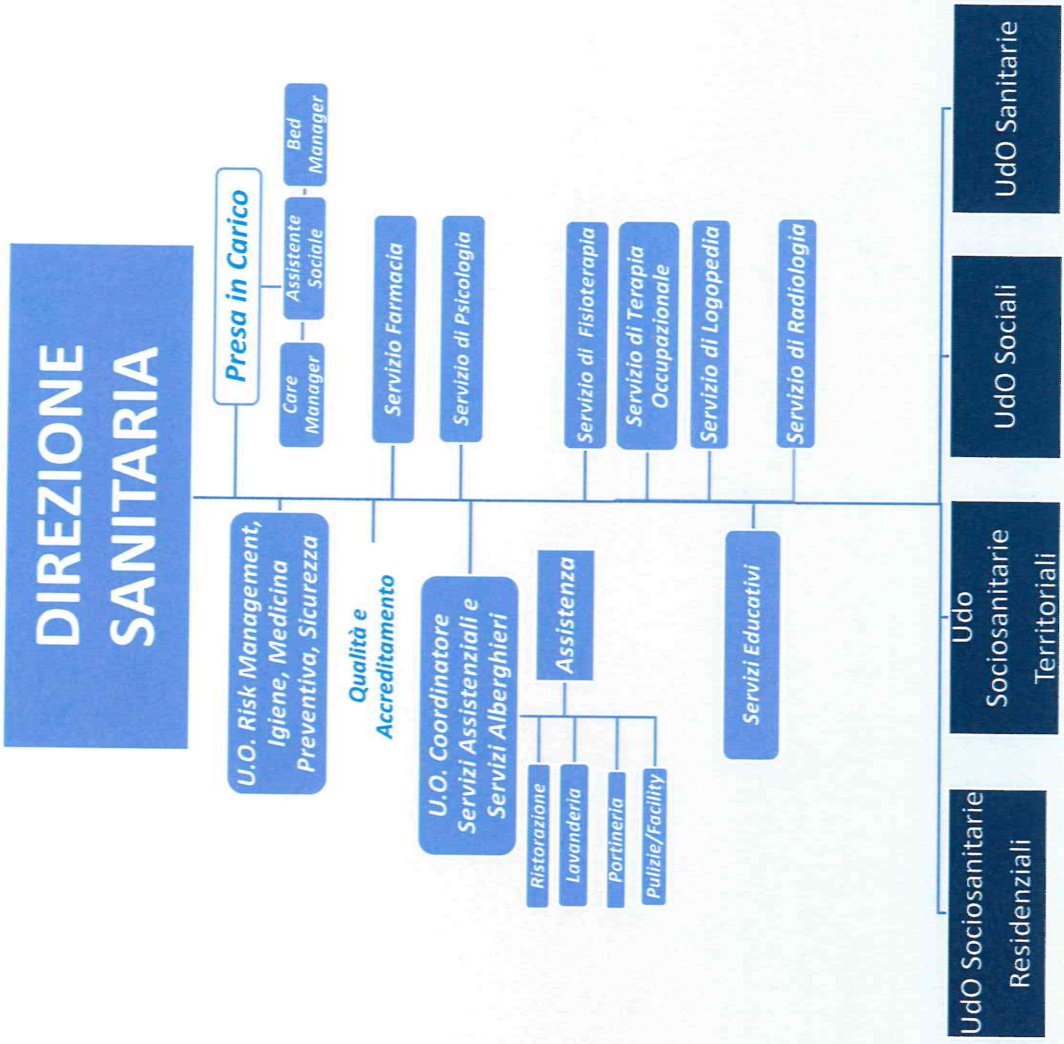 DIREZIONE
SANITARIA
Presa in Carico
Care
Manager
Assistente
Sociale
Bed
Manager
U.O. Risk Management,
Igiene, Medicina
Preventiva, Sicurezza
Qualità e
Accreditamento
Servizio Farmacia
Servizio di Psicologia
U.O. Coordinatore
Servizi Assistenziali e
Servizi Alberghieri
Assistenza
Ristorazione
Lavanderia
Portineria
Pulizie/Facility
Servizio di Fisioterapia
Servizio di Terapia
Occupazionale
Servizio di Logopedia
Servizio di Radiologia
Servizi Educativi
UdO Sociosanitarie
Residenziali
Udo
Sociosanitarie
Territoriali
UdO Sociali
UdO Sanitarie